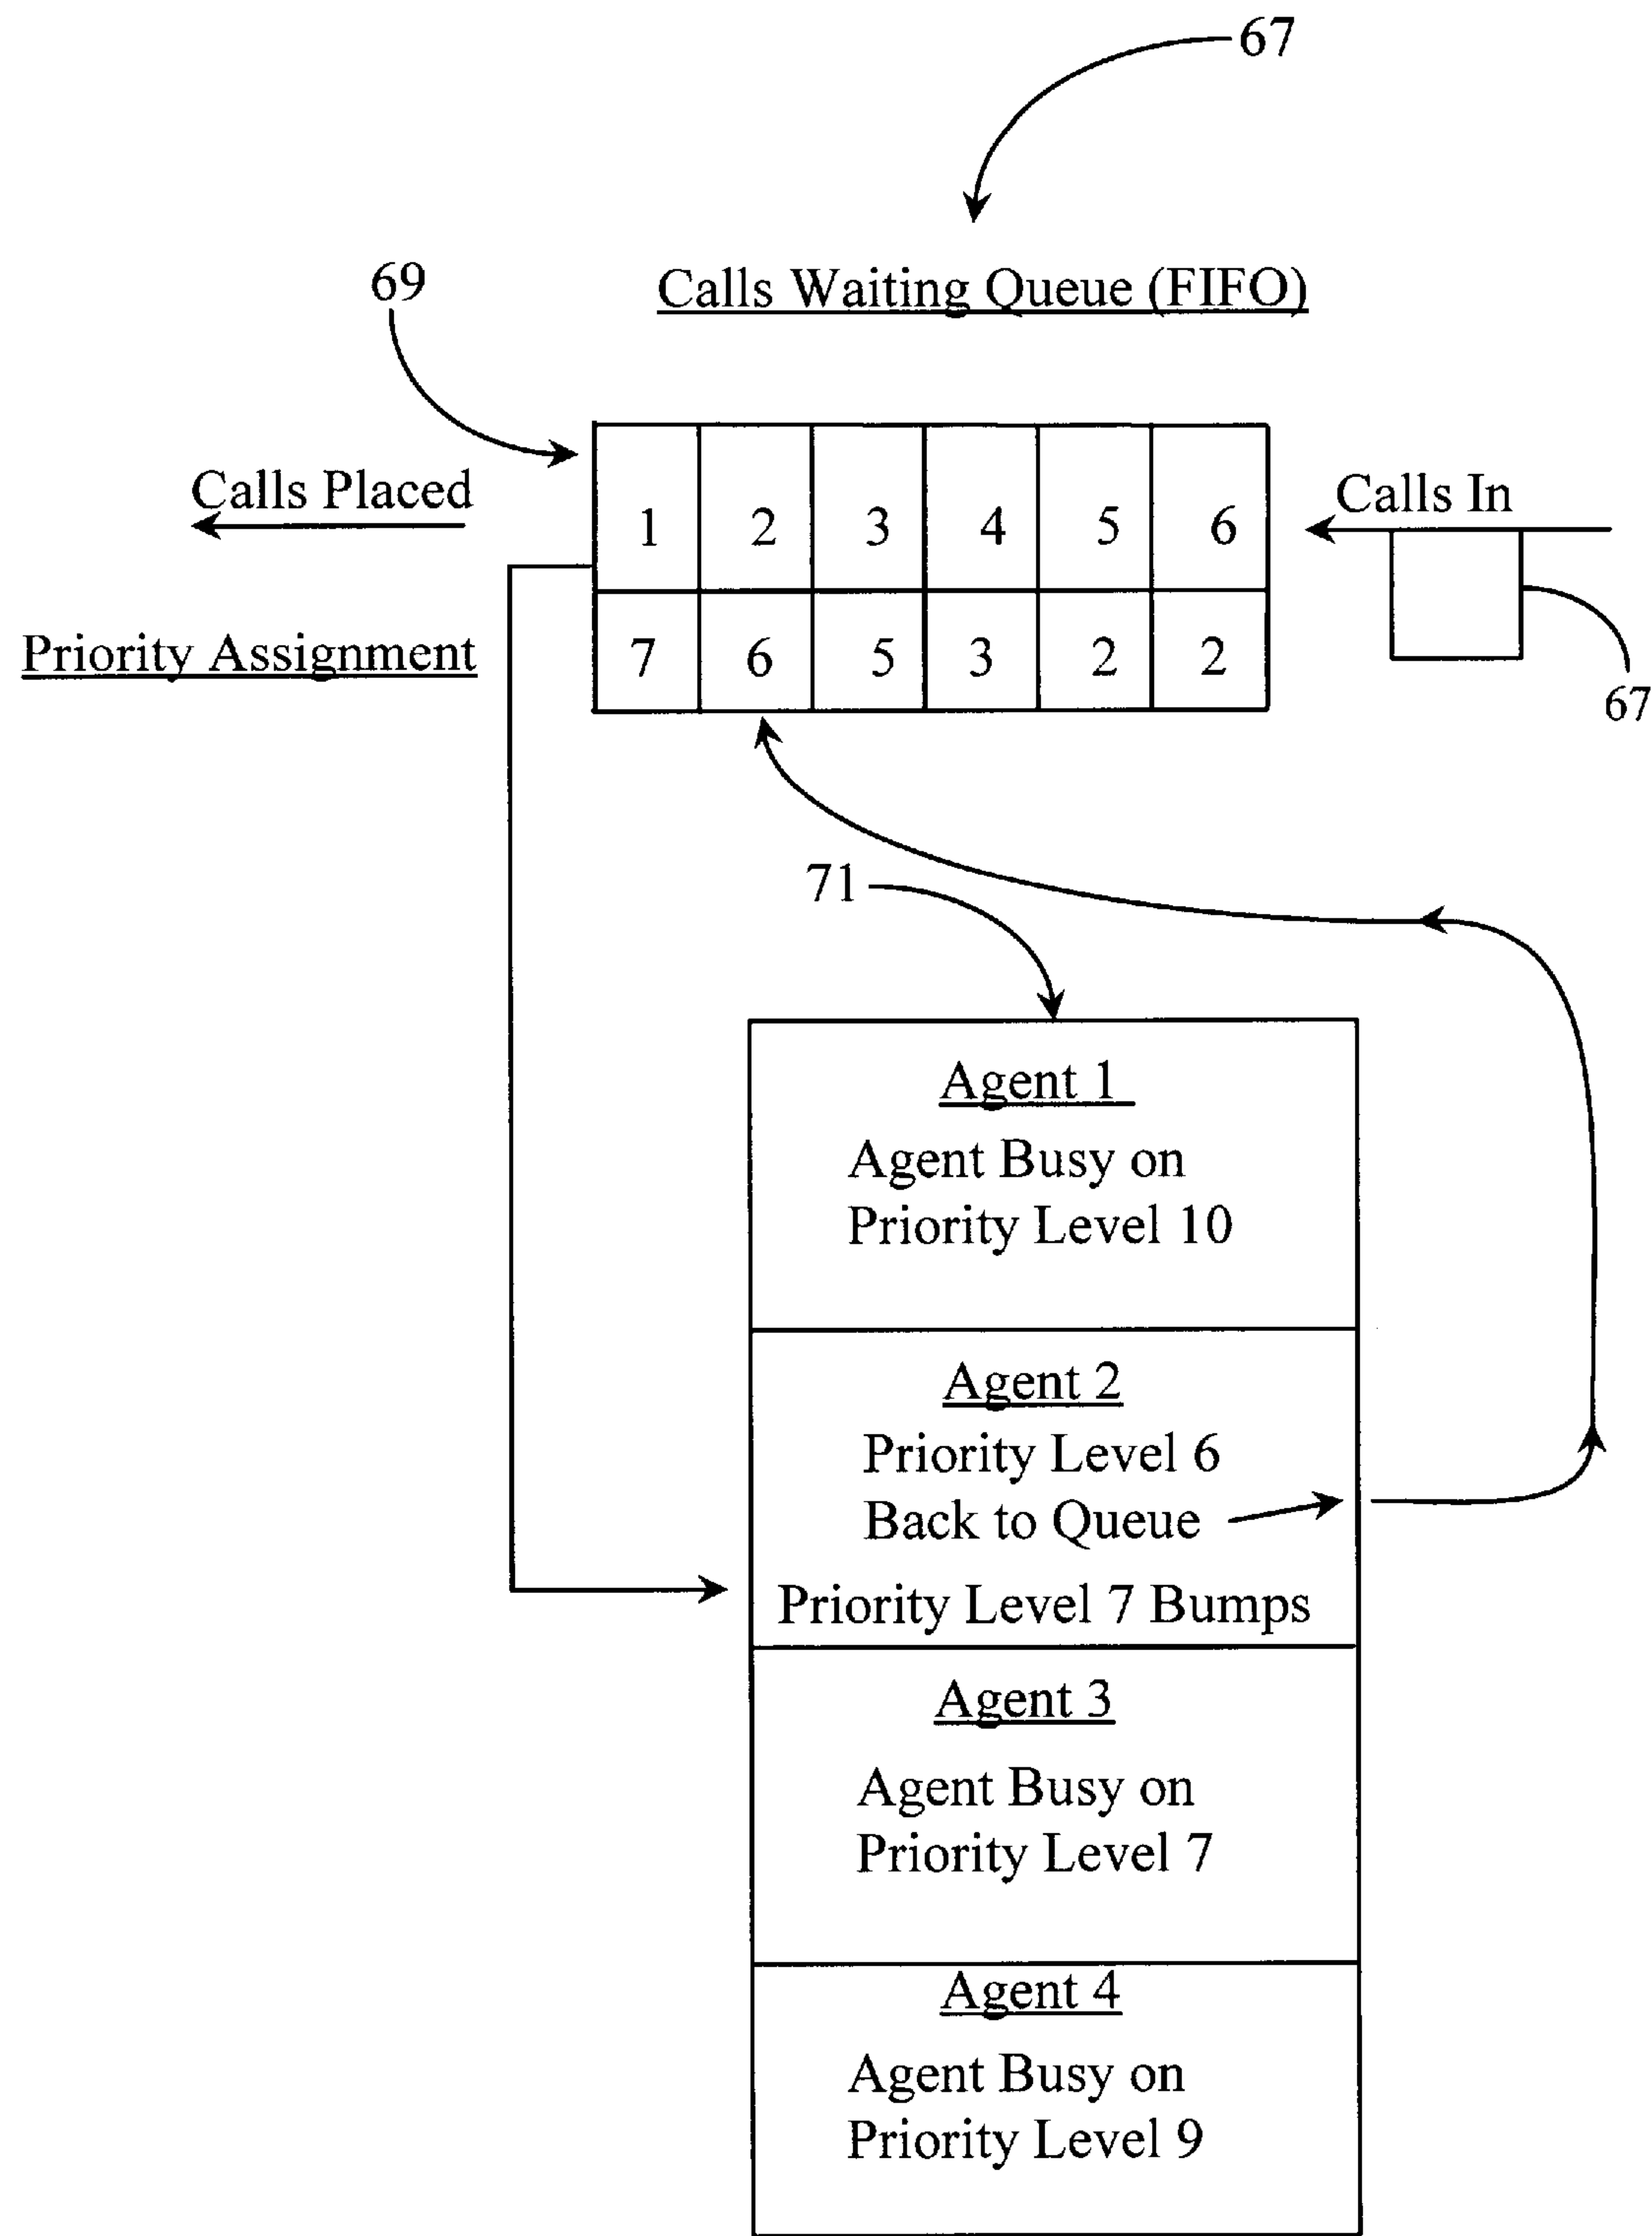 67
69
Calls Waiting Queue (FIFO)
Calls Placed
1 2 3 4 5 6
Calls In
Priority Assignment
7 6 5 3 2 2
67
71
Agent 1
Agent Busy on
Priority Level 10
Agent 2
Priority Level 6
Back to Queue
Priority Level 7 Bumps
Agent 3
Agent Busy on
Priority Level 7
Agent 4
Agent Busy on
Priority Level 9